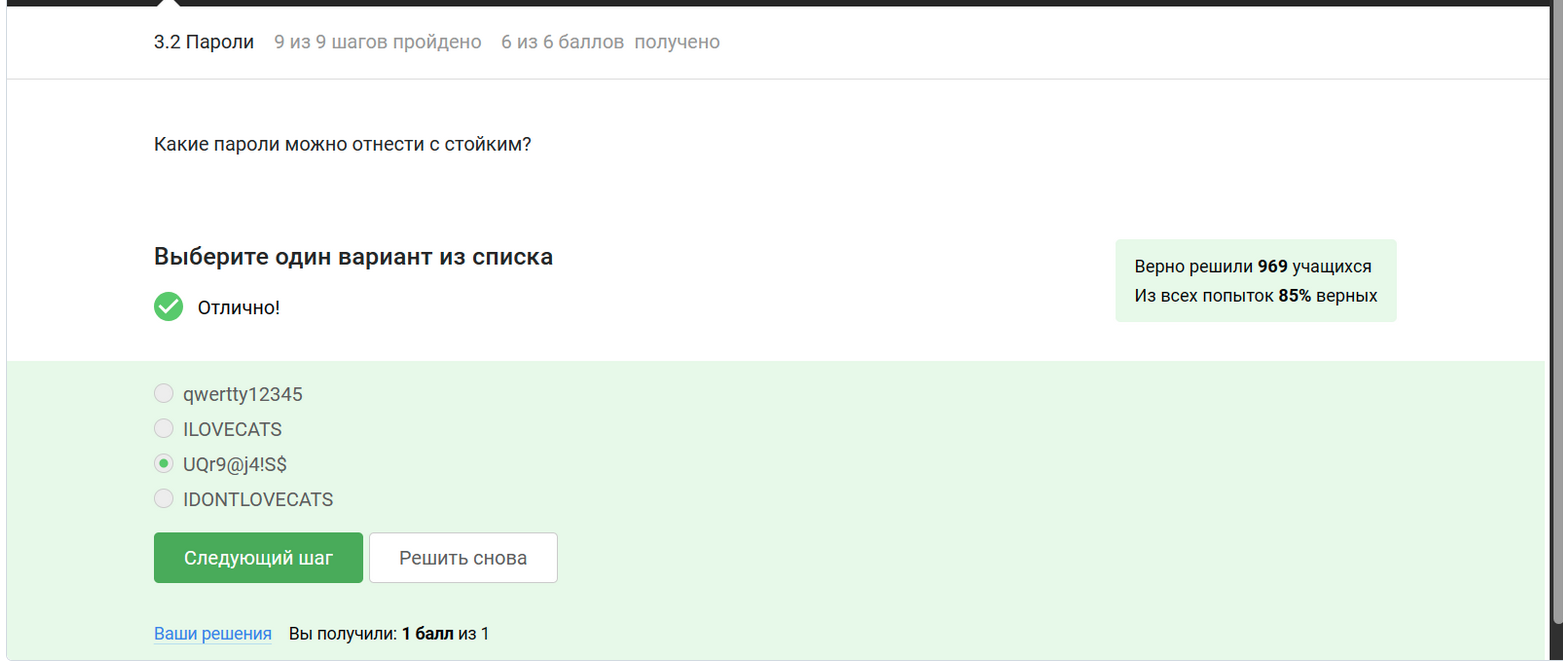 3.2 Пароли 9 из 9 шагов пройдено 6 из 6 баллов получено
Какие пароли можно отнести с стойким?
Выберите один вариант из списка
Отлично!
Верно решили 969 учащихся
Из всех попыток 85% верных
qwertty12345
ILOVECATS
UQr9@j4!S$
IDONTLOVECATS
Следующий шаг Решить снова
Ваши решения Вы получили: 1 балл из 1